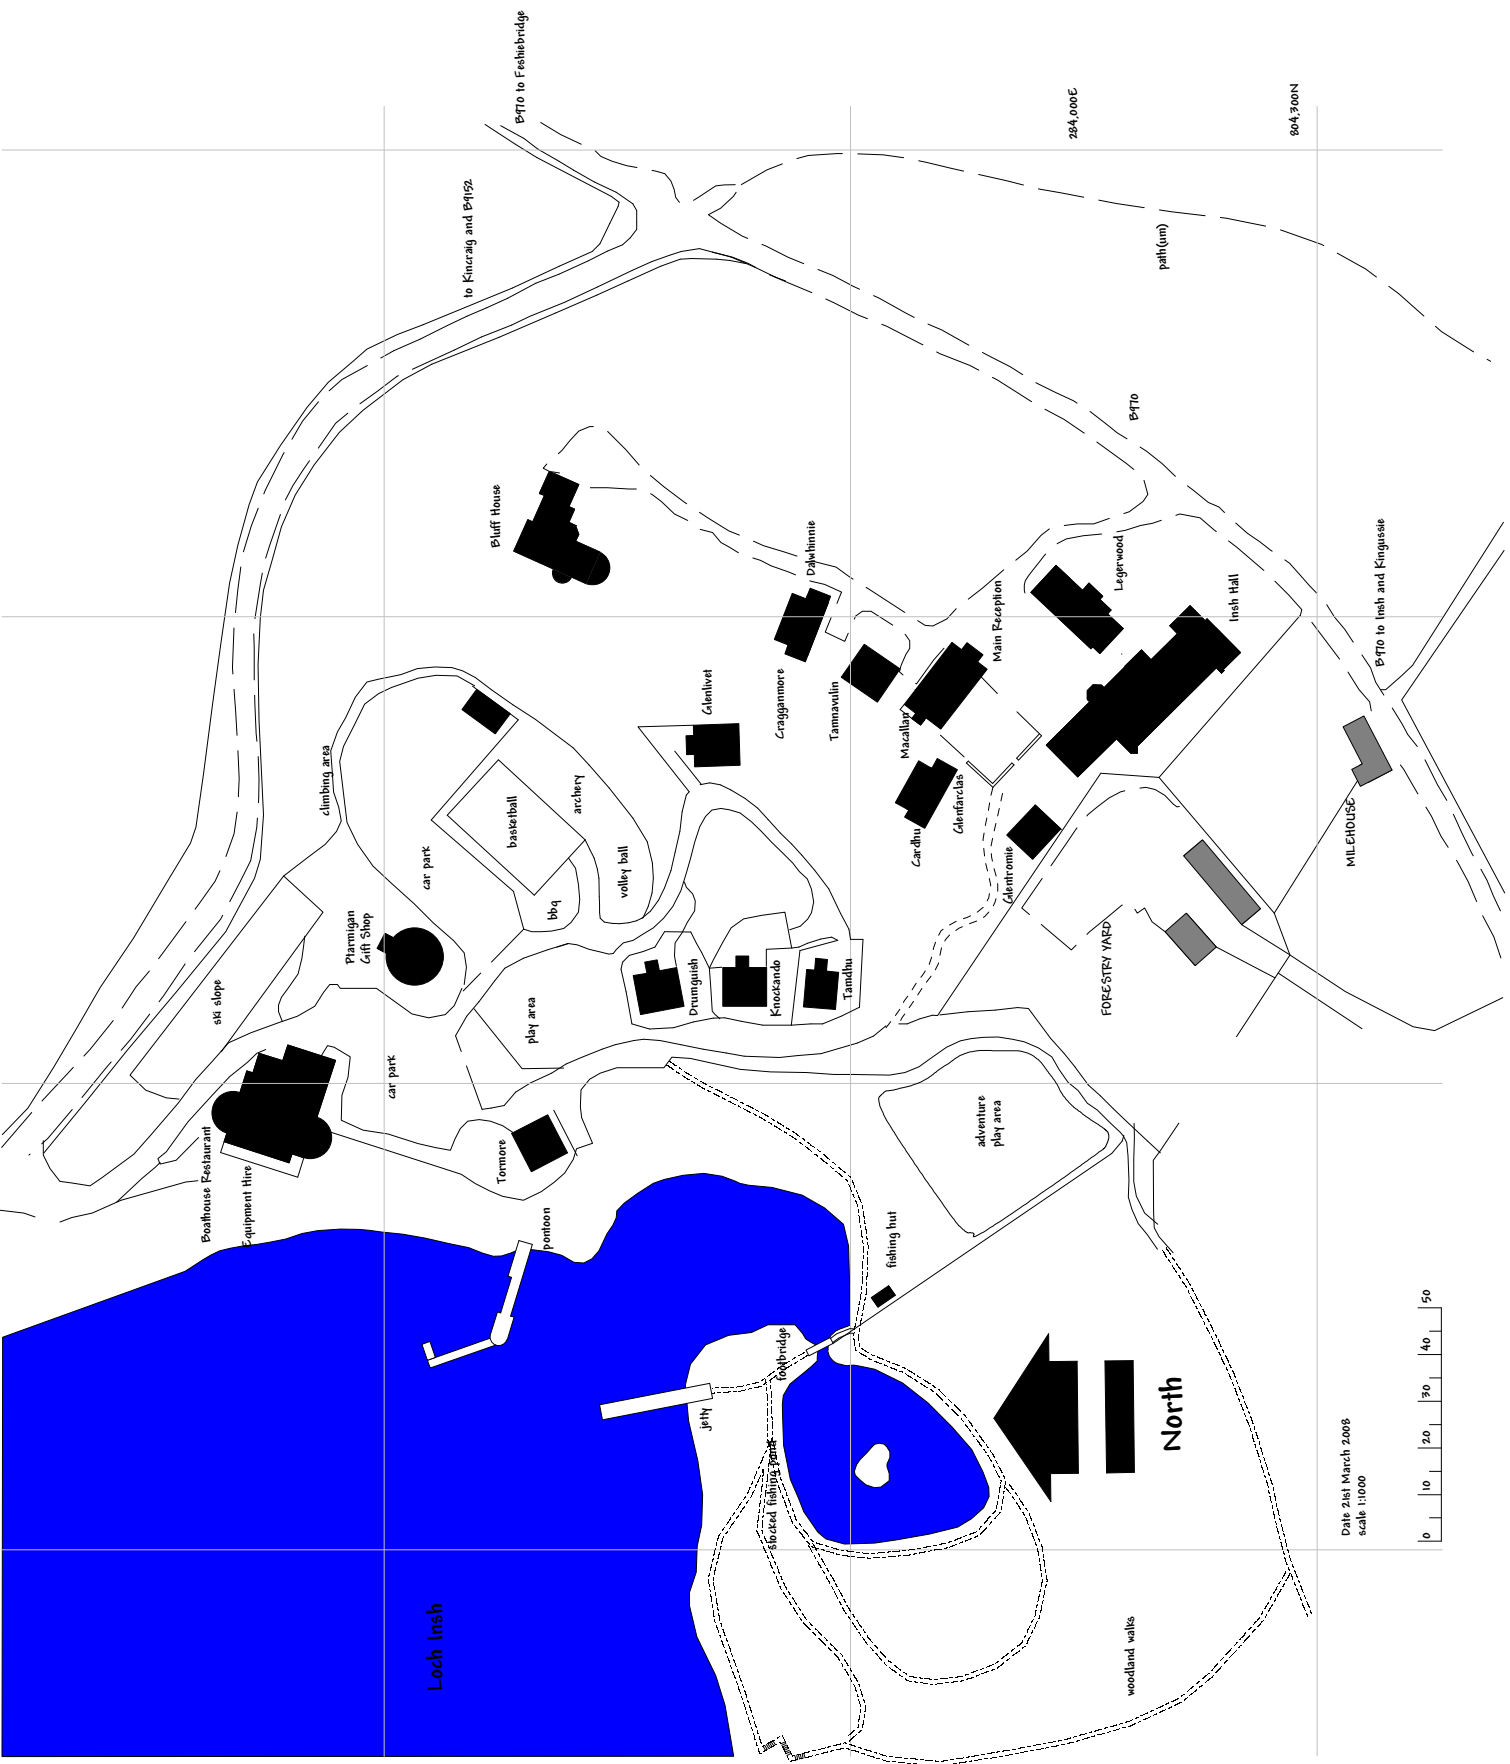 B970 to Feshiebridge
to Kincraig and B9152
284,000E
804,300N
path(um)
B970
B970 to Insh and Kingussie
Bluff House
Dalwhinnie
Cragganmore
Tamnavulin
Macallan
Main Reception
Legerwood
Insh Hall
Glenlivet
Cardhu
Glenfarclas
Glentromie
MILEHOUSE
FORESTRY YARD
climbing area
car park
basketball
archery
volley ball
bbq
Ptarmigan
Gift Shop
ski slope
play area
Drumguish
Knockando
Tamdhu
car park
Boathouse Restaurant
Equipment Hire
Tormore
pontoon
adventure
play area
fishing hut
footbridge
jetty
stocked fishing pond
Loch Insh
woodland walks
North
Date 21st March 2008
scale 1:1000
0 10 20 30 40 50